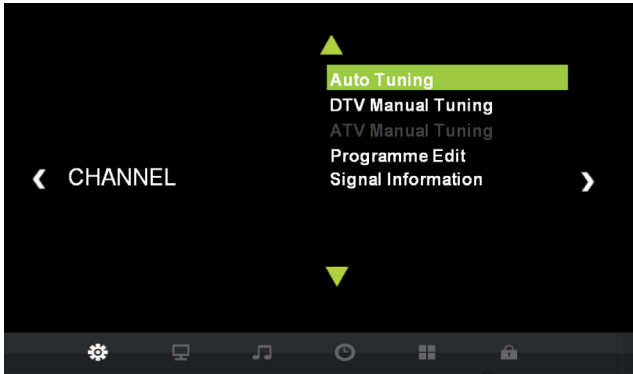 Auto Tuning
DTV Manual Tuning
ATV Manual Tuning
Programme Edit
CHANNEL
Signal Information